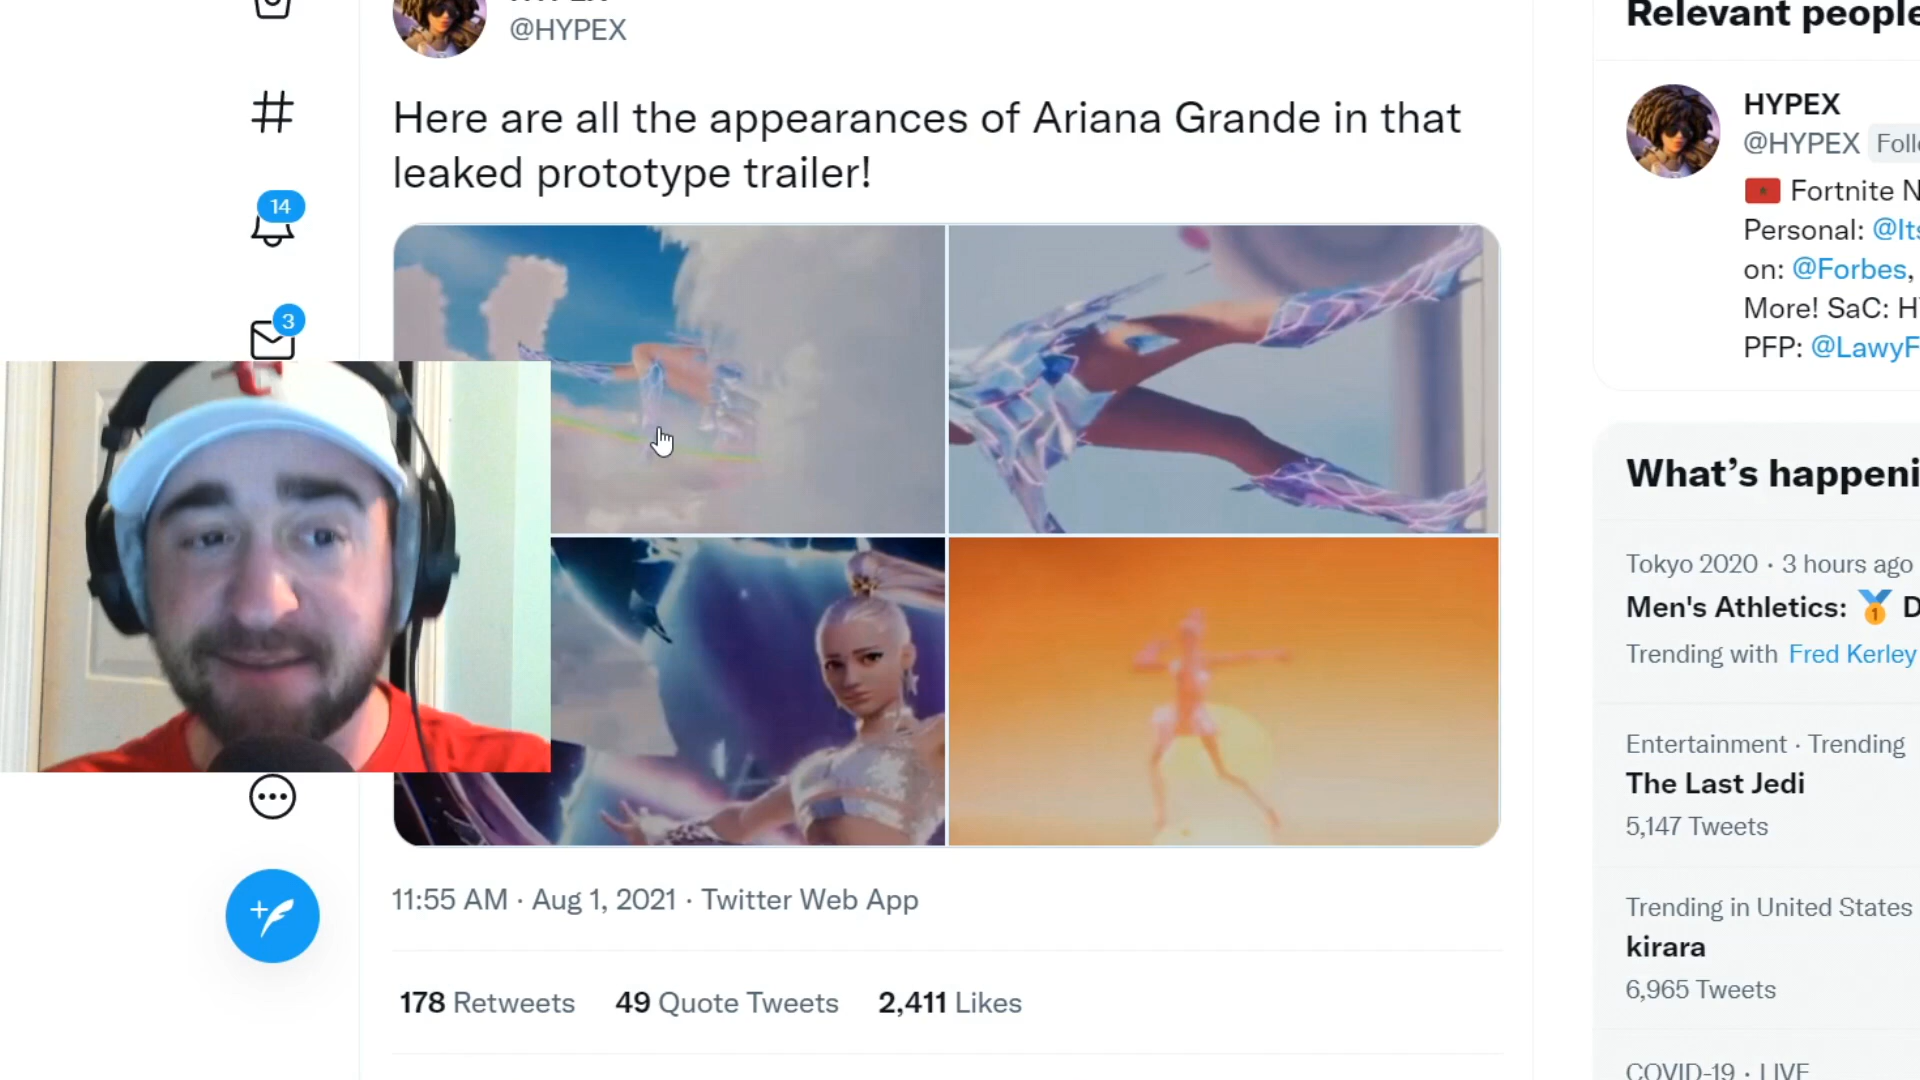 @HYPEX
Here are all the appearances of Ariana Grande in that
leaked prototype trailer!
14
3
11:55 AM · Aug 1, 2021 · Twitter Web App
178 Retweets 49 Quote Tweets 2,411 Likes
Relevant people
HYPEX
@HYPEX Foll
Fortnite N
Personal: @Its
on: @Forbes,
More! SaC: H
PFP: @LawyF
What's happeni
Tokyo 2020 · 3 hours ago
Men's Athletics: 🥇 D
Trending with Fred Kerley
Entertainment · Trending
The Last Jedi
5,147 Tweets
Trending in United States
kirara
6,965 Tweets
COVID-19 · LIVE